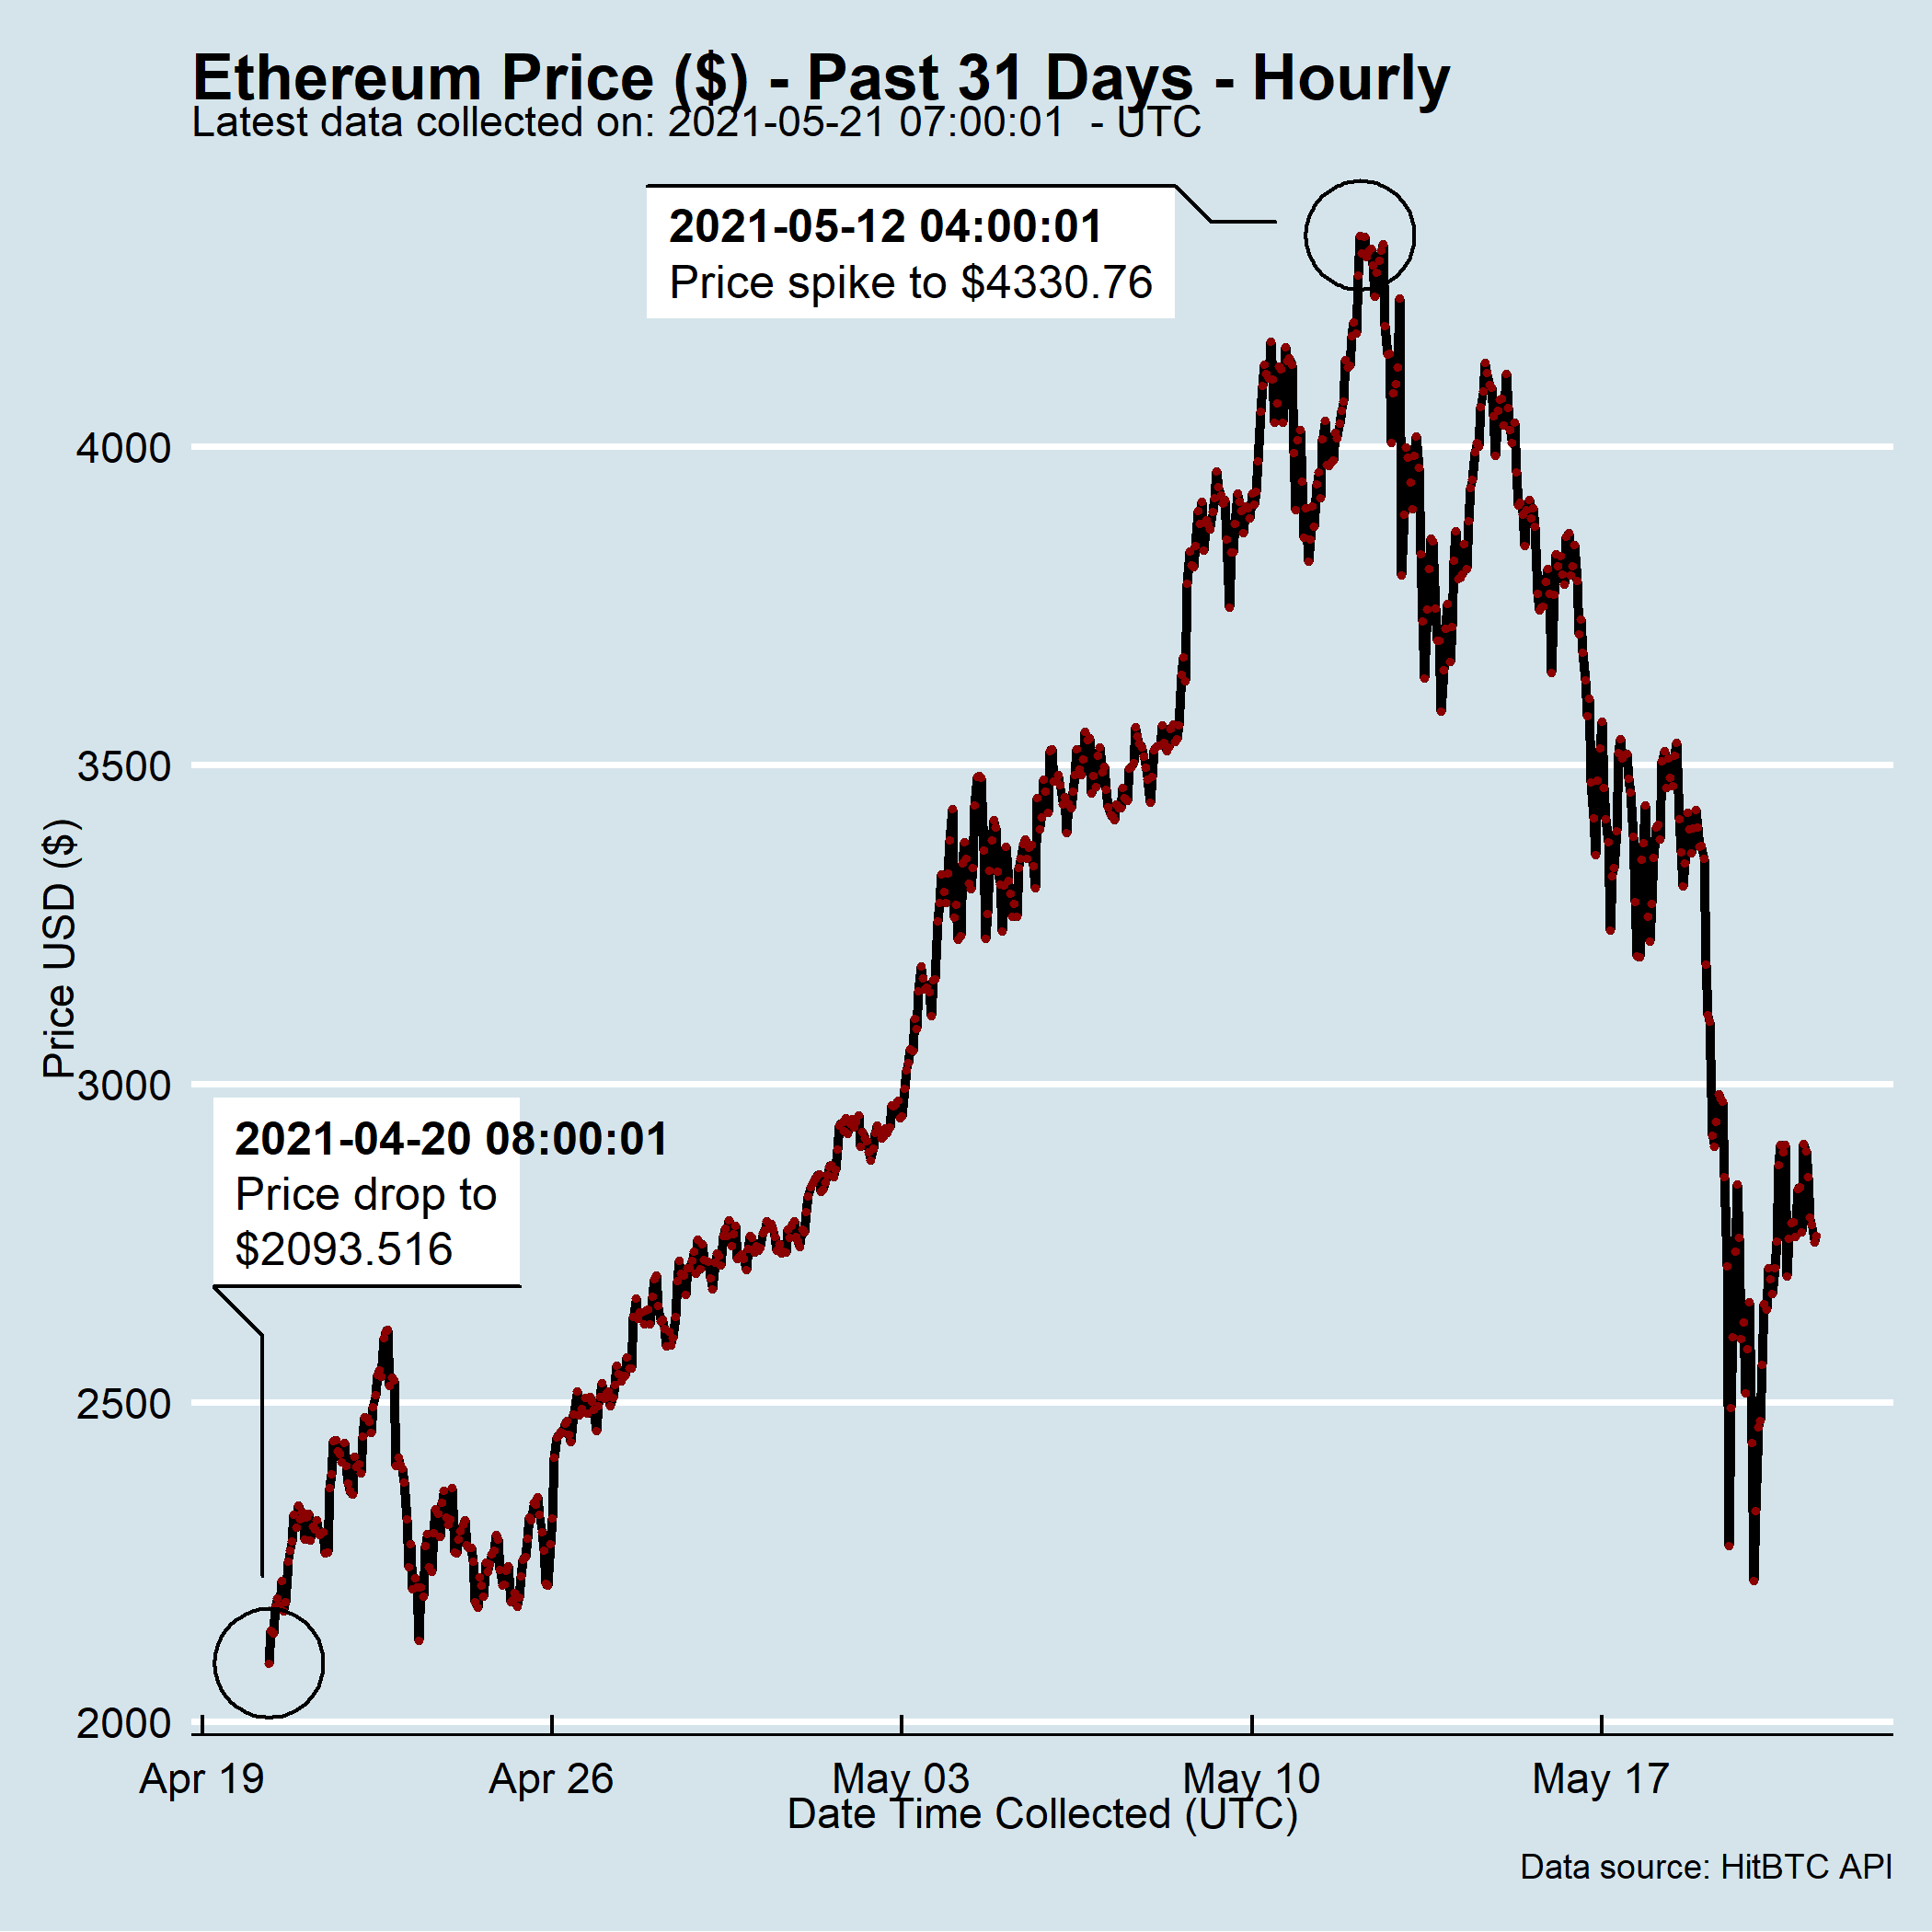 Ethereum Price ($) - Past 31 Days - Hourly
Latest data collected on: 2021-05-21 07:00:01  - UTC
2021-05-12 04:00:01
Price spike to $4330.76
4000
3500
3000
2500
2000
Price USD ($)
2021-04-20 08:00:01
Price drop to
$2093.516
Apr 19
Apr 26
May 03
May 10
May 17
Date Time Collected (UTC)
Data source: HitBTC API